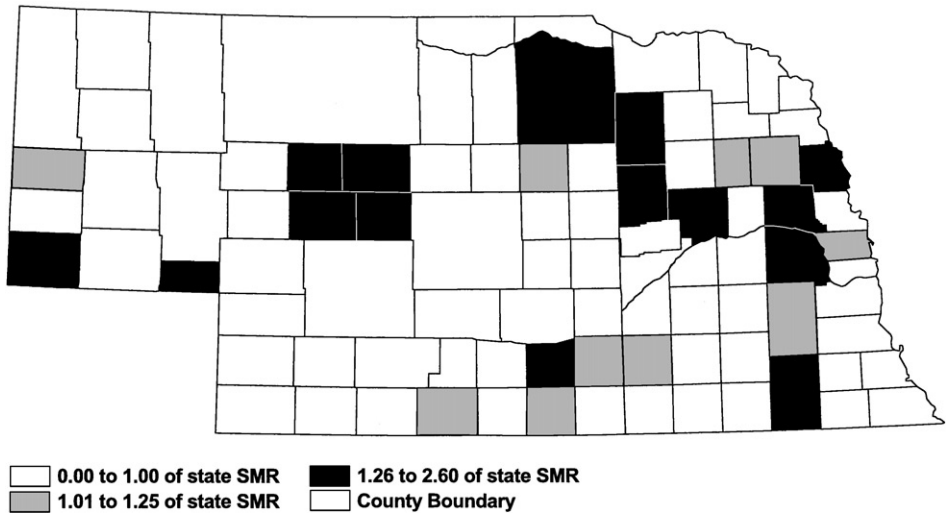 0.00 to 1.00 of state SMR
1.01 to 1.25 of state SMR
1.26 to 2.60 of state SMR
County Boundary